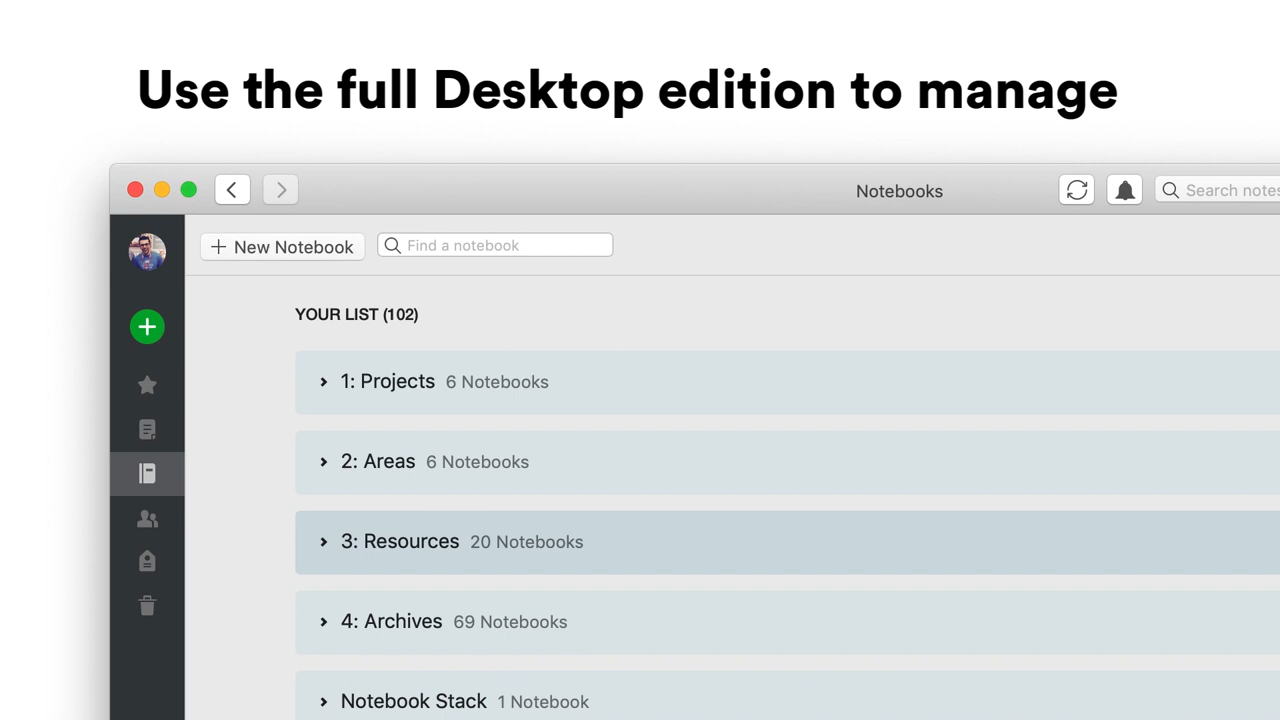 Use the full Desktop edition to manage
Notebooks
Search notes
New Notebook
Find a notebook
YOUR LIST (102)
1: Projects 6 Notebooks
2: Areas 6 Notebooks
3: Resources 20 Notebooks
4: Archives 69 Notebooks
Notebook Stack 1 Notebook